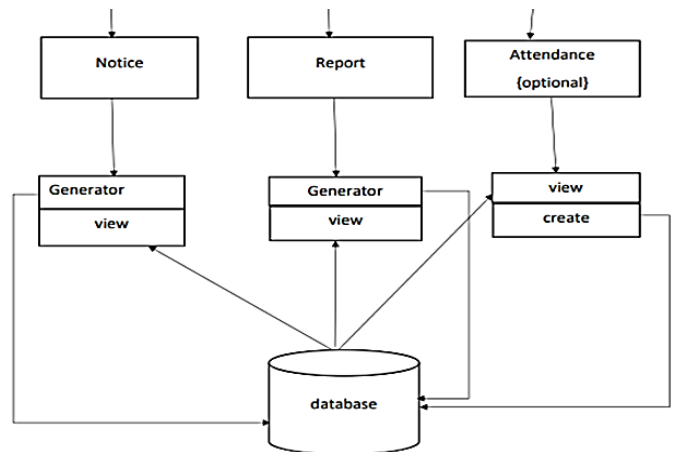 Notice
Report
Attendance
{optional}
Generator
view
Generator
view
view
create
database